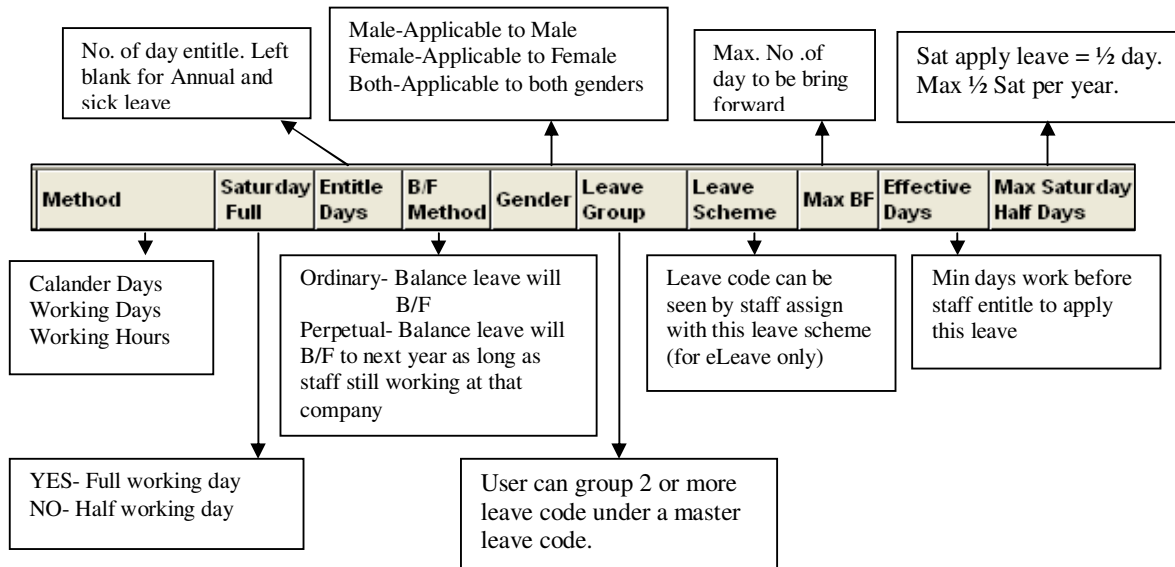 No. of day entitle. Left
blank for Annual and
sick leave
Male-Applicable to Male
Female-Applicable to Female
Both-Applicable to both genders
Max. No .of
day to be bring
forward
Sat apply leave = ½ day.
Max ½ Sat per year.
Method
Saturday
Full
Entitle
Days
B/F
Method
Gender
Leave
Group
Leave
Scheme
Max BF
Effective
Days
Max Saturday
Half Days
Calander Days
Working Days
Working Hours
Ordinary- Balance leave will
B/F
Perpetual- Balance leave will
B/F to next year as long as
staff still working at that
company
Leave code can be
seen by staff assign
with this leave scheme
(for eLeave only)
Min days work before
staff entitle to apply
this leave
YES- Full working day
NO- Half working day
User can group 2 or more
leave code under a master
leave code.